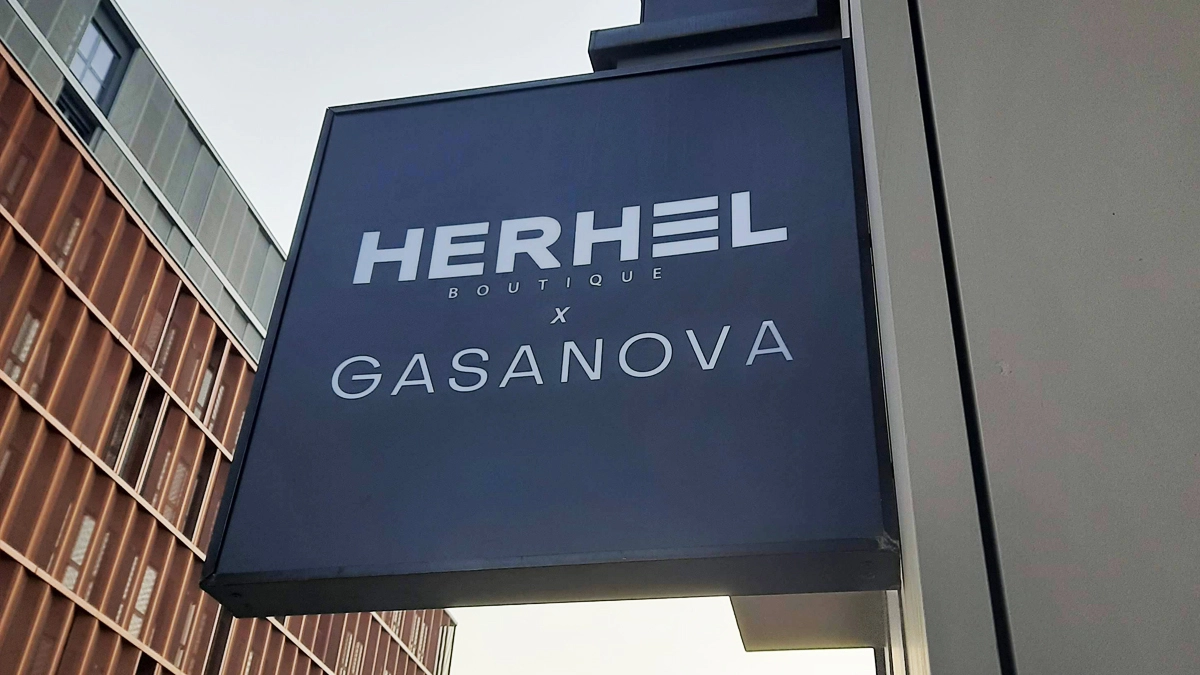 HERHEL
BOUTIQUE
X
GASANOVA